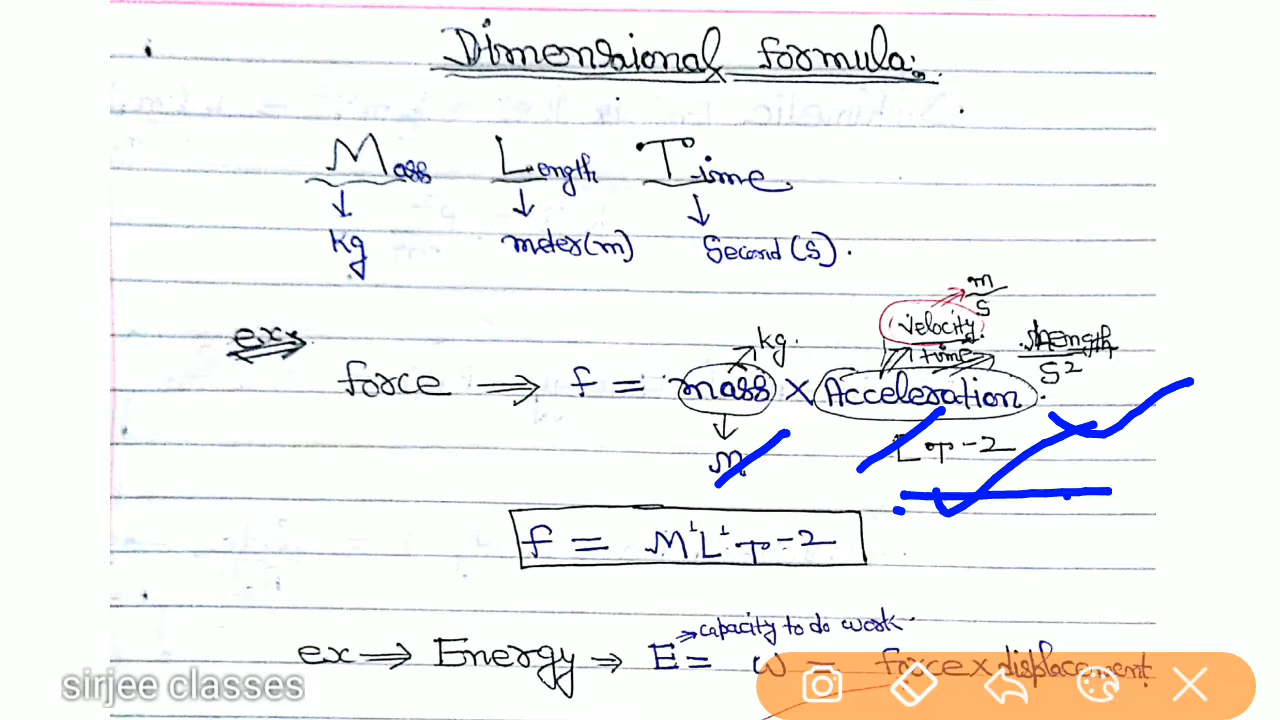 Dimensional formula:
Mass Length Time
kg meter(m) Second(s).
m
s
ex velocity
time
kg.
s2
force ⇒ f = mass × Acceleration
M LT-2
f = M¹L¹T-2
capacity to do work
ex ⇒ Energy → E = w = force × displacement
sirjee classes